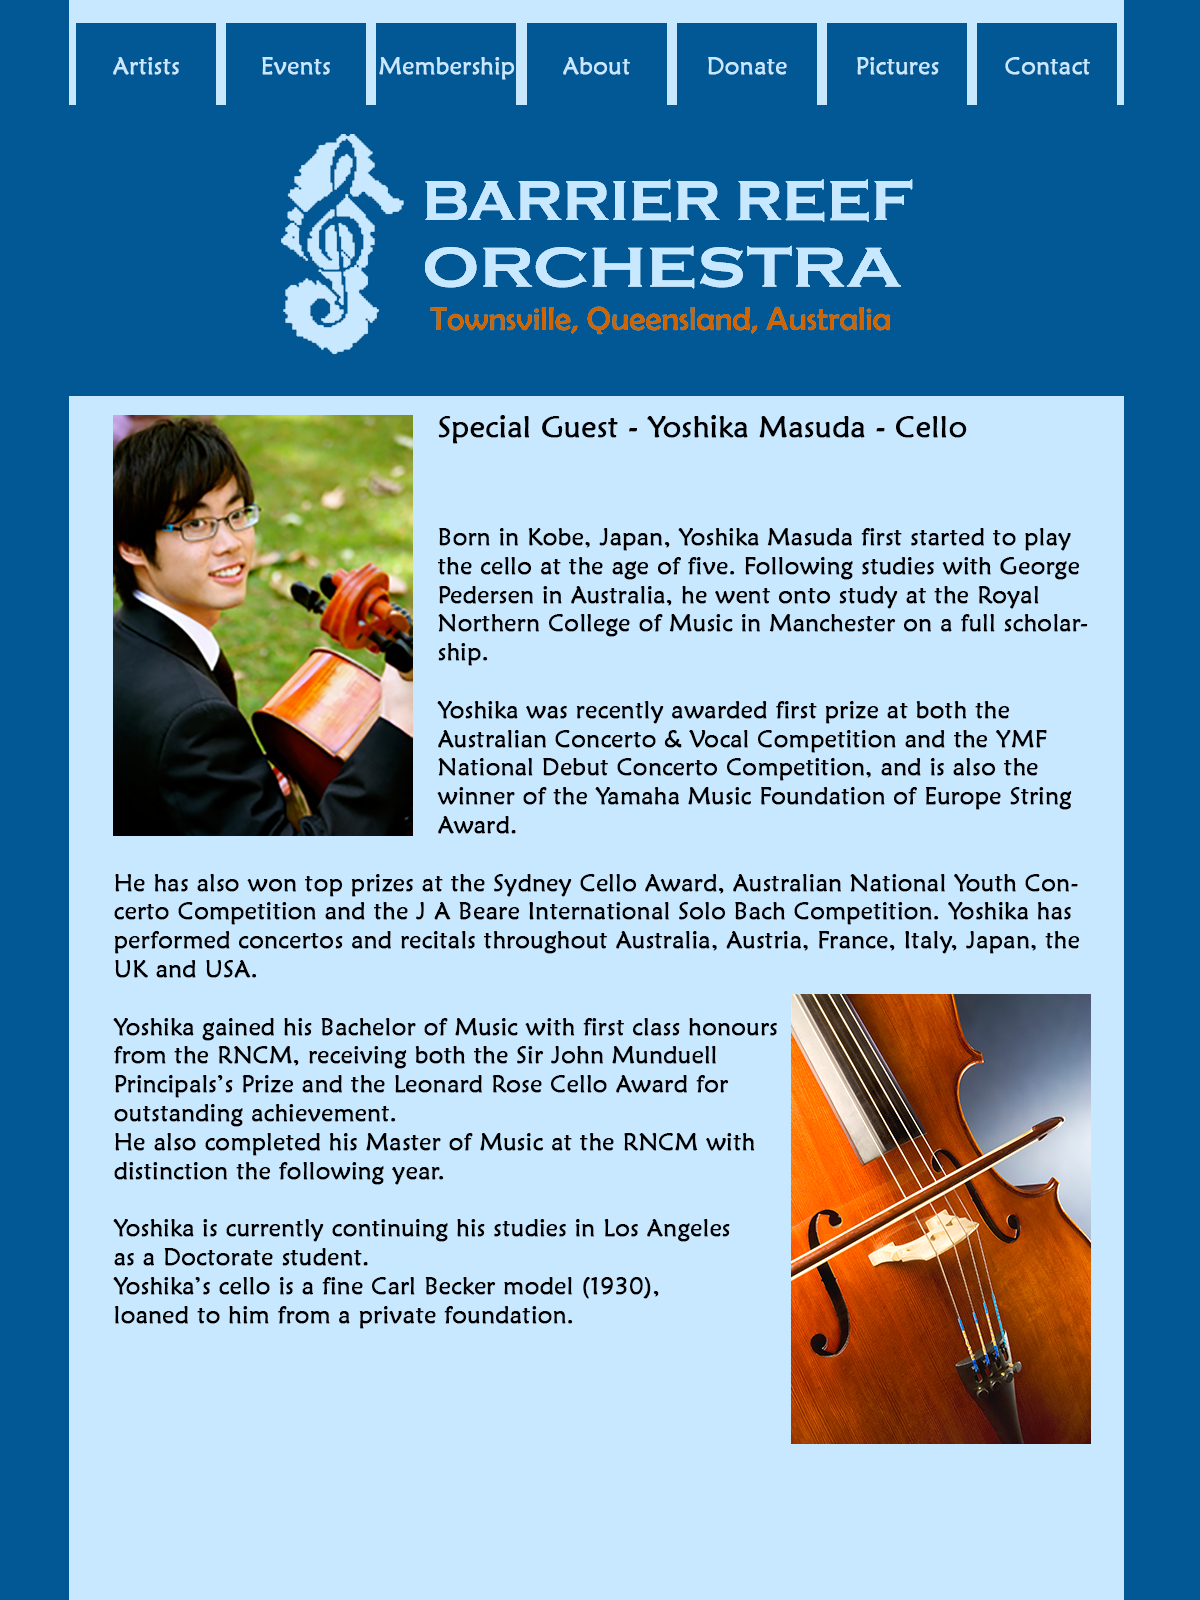 Artists
Events
Membership
About
Donate
Pictures
Contact
BARRIER REEF
ORCHESTRA
Townsville, Queensland, Australia
Special Guest - Yoshika Masuda - Cello
Born in Kobe, Japan, Yoshika Masuda first started to play
the cello at the age of five. Following studies with George
Pedersen in Australia, he went onto study at the Royal
Northern College of Music in Manchester on a full scholar-
ship.
Yoshika was recently awarded first prize at both the
Australian Concerto & Vocal Competition and the YMF
National Debut Concerto Competition, and is also the
winner of the Yamaha Music Foundation of Europe String
Award.
He has also won top prizes at the Sydney Cello Award, Australian National Youth Con-
certo Competition and the J A Beare International Solo Bach Competition. Yoshika has
performed concertos and recitals throughout Australia, Austria, France, Italy, Japan, the
UK and USA.
Yoshika gained his Bachelor of Music with first class honours
from the RNCM, receiving both the Sir John Munduell
Principals's Prize and the Leonard Rose Cello Award for
outstanding achievement.
He also completed his Master of Music at the RNCM with
distinction the following year.
Yoshika is currently continuing his studies in Los Angeles
as a Doctorate student.
Yoshika's cello is a fine Carl Becker model (1930),
loaned to him from a private foundation.